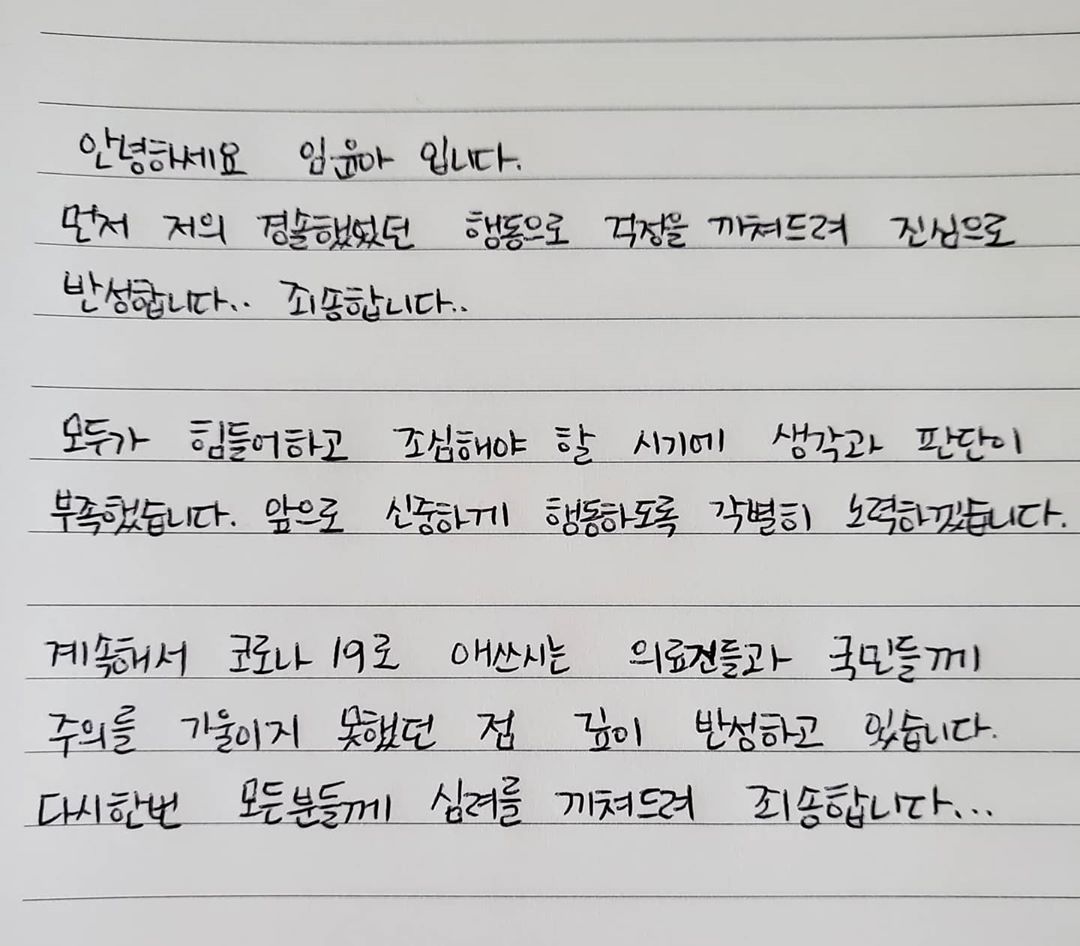 안녕하세요 임윤아 입니다.
먼저 저의 경솔했었던 행동으로 걱정을 끼쳐드려 진심으로
반성합니다.. 죄송합니다..
모두가 힘들어하고 조심해야 할 시기에 생각과 판단이
부족했습니다. 앞으로 신중하게 행동하도록 각별히 노력하겠습니다.
계속해서 코로나 19로 애쓰시는 의료진들과 국민들께
주의를 기울이지 못했던 점 깊이 반성하고 있습니다.
다시한번 모든분들께 심려를 끼쳐드려 죄송합니다...